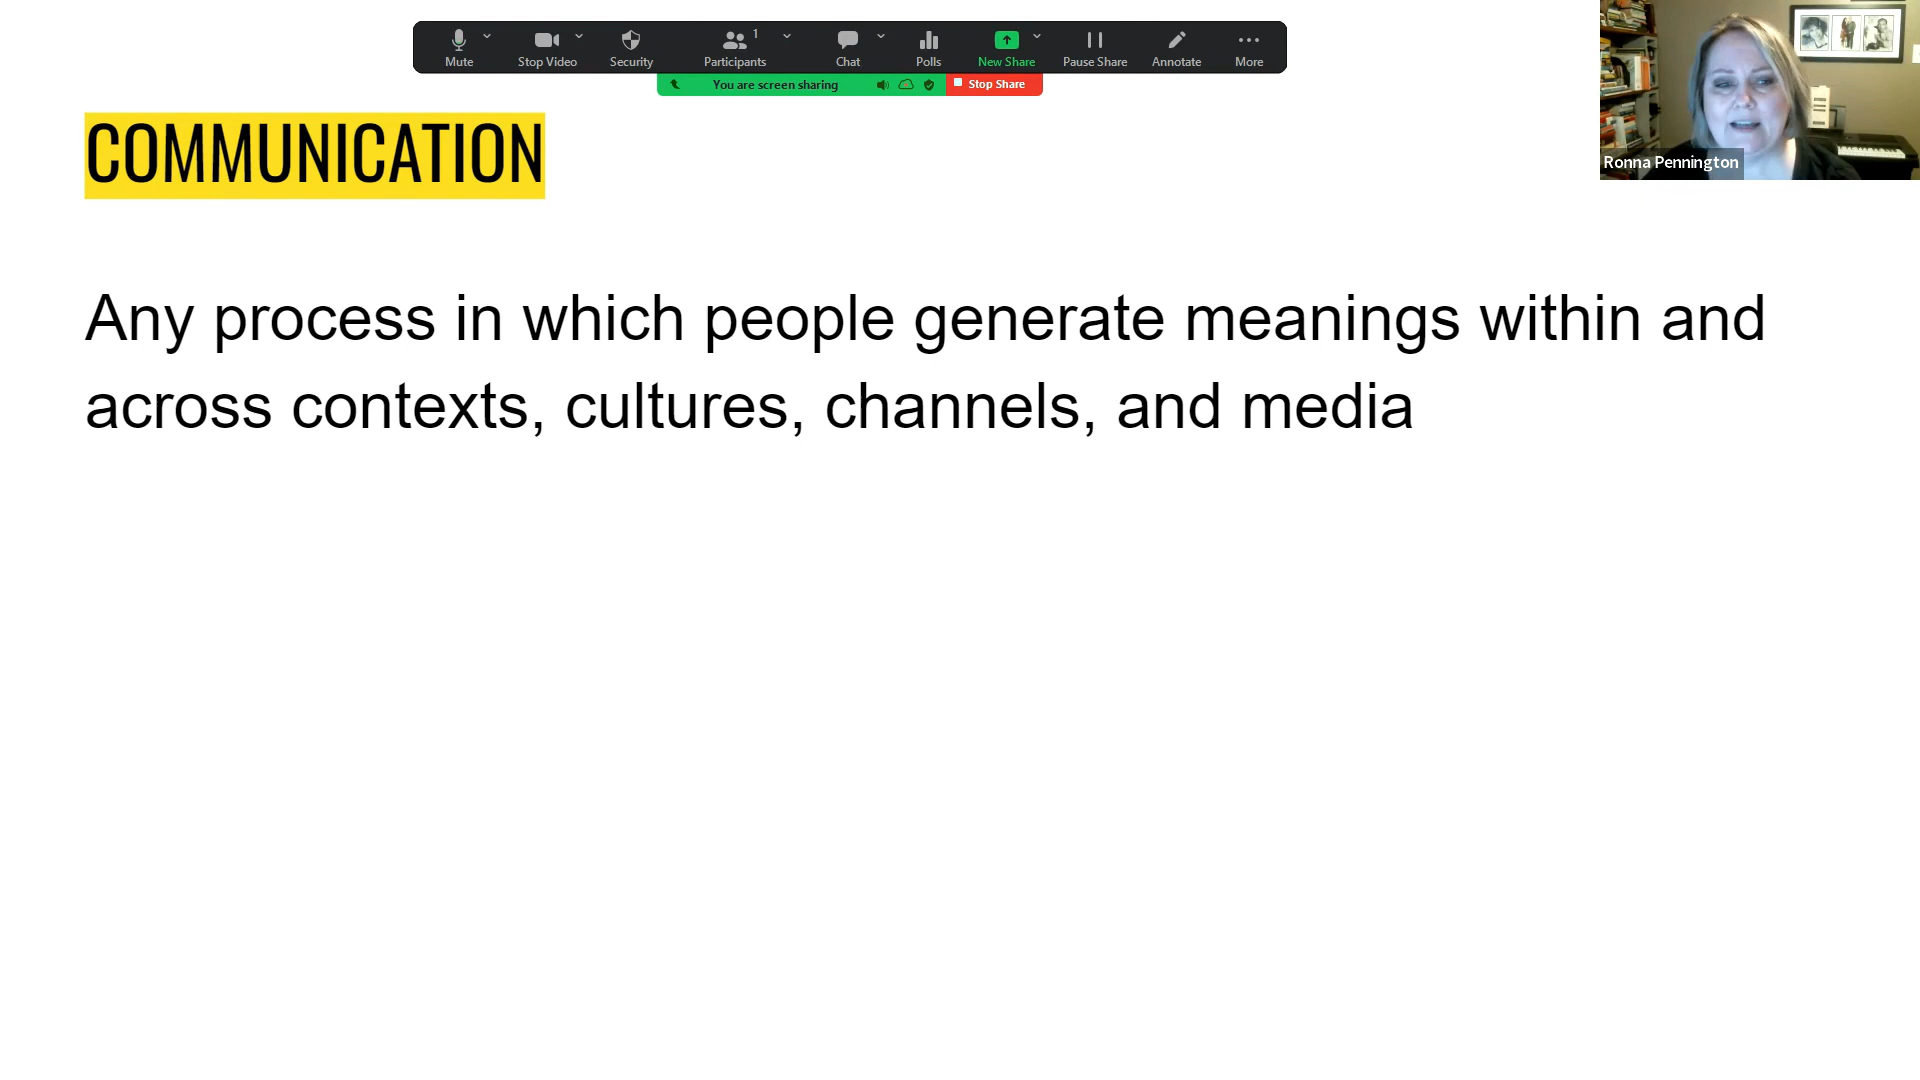 1
Mute
Stop Video
Security
Participants
Chat
Polls
New Share
Pause Share
Annotate
More
You are screen sharing
Stop Share
Ronna Pennington
COMMUNICATION
Any process in which people generate meanings within and
across contexts, cultures, channels, and media